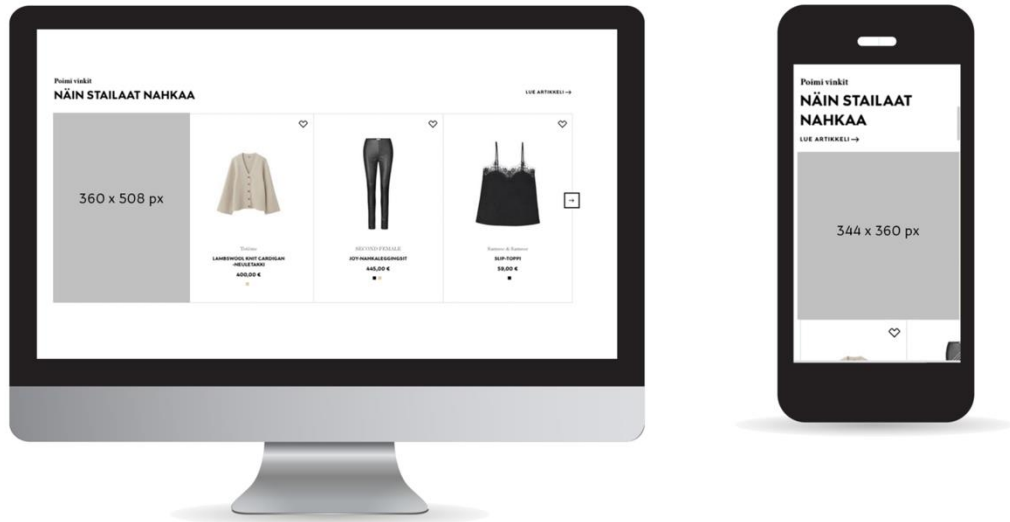 Poimi vinkit
NÄIN STAILAAT NAHKAA
LUE ARTIKKELI →
360 x 508 px
Totême
LAMBSWOOL KNIT CARDIGAN
-NEULETAKKI
400,00 €
SECOND FEMALE
JOY-NAHKALEGGINGSIT
445,00 €
SLIP-TOPPI
59,00 €
→
Poimi vinkit
NÄIN STAILAAT
NAHKAA
LUE ARTIKKELI →
344 x 360 px